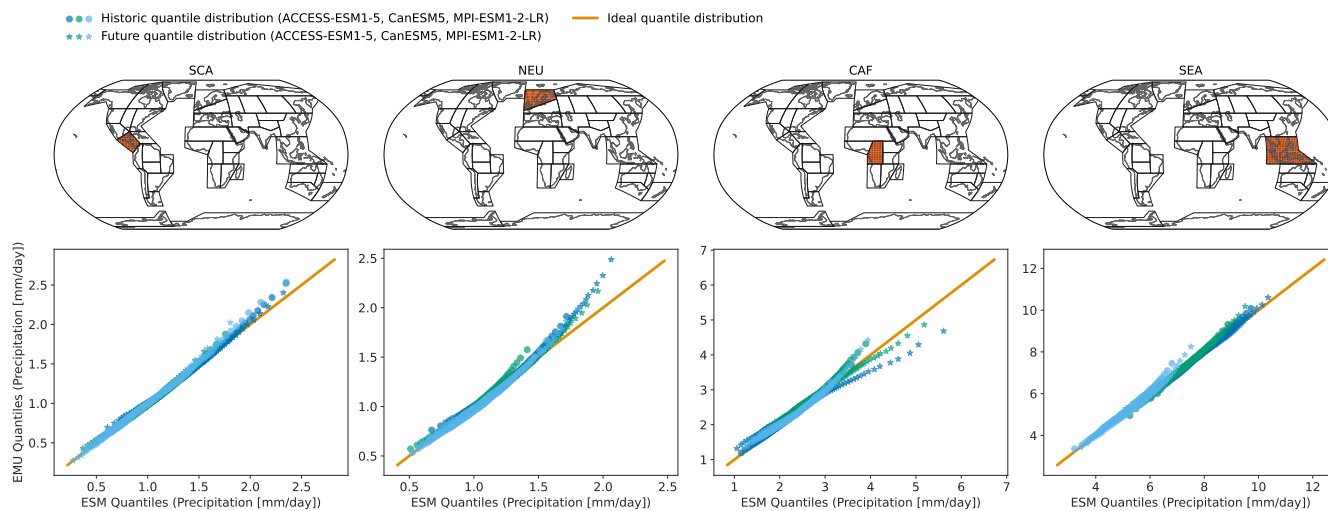 Historic quantile distribution (ACCESS-ESM1-5, CanESM5, MPI-ESM1-2-LR)
Ideal quantile distribution
Future quantile distribution (ACCESS-ESM1-5, CanESM5, MPI-ESM1-2-LR)
SCA
NEU
CAF
SEA
EMU Quantiles (Precipitation [mm/day])
2.5
2.0
1.5
1.0
0.5
0.5 1.0 1.5 2.0 2.5
ESM Quantiles (Precipitation [mm/day])
2.5
2.0
1.5
1.0
0.5
0.5 1.0 1.5 2.0 2.5
ESM Quantiles (Precipitation [mm/day])
7
6
5
4
3
2
1
1 2 3 4 5 6 7
ESM Quantiles (Precipitation [mm/day])
12
10
8
6
4
4 6 8 10 12
ESM Quantiles (Precipitation [mm/day])